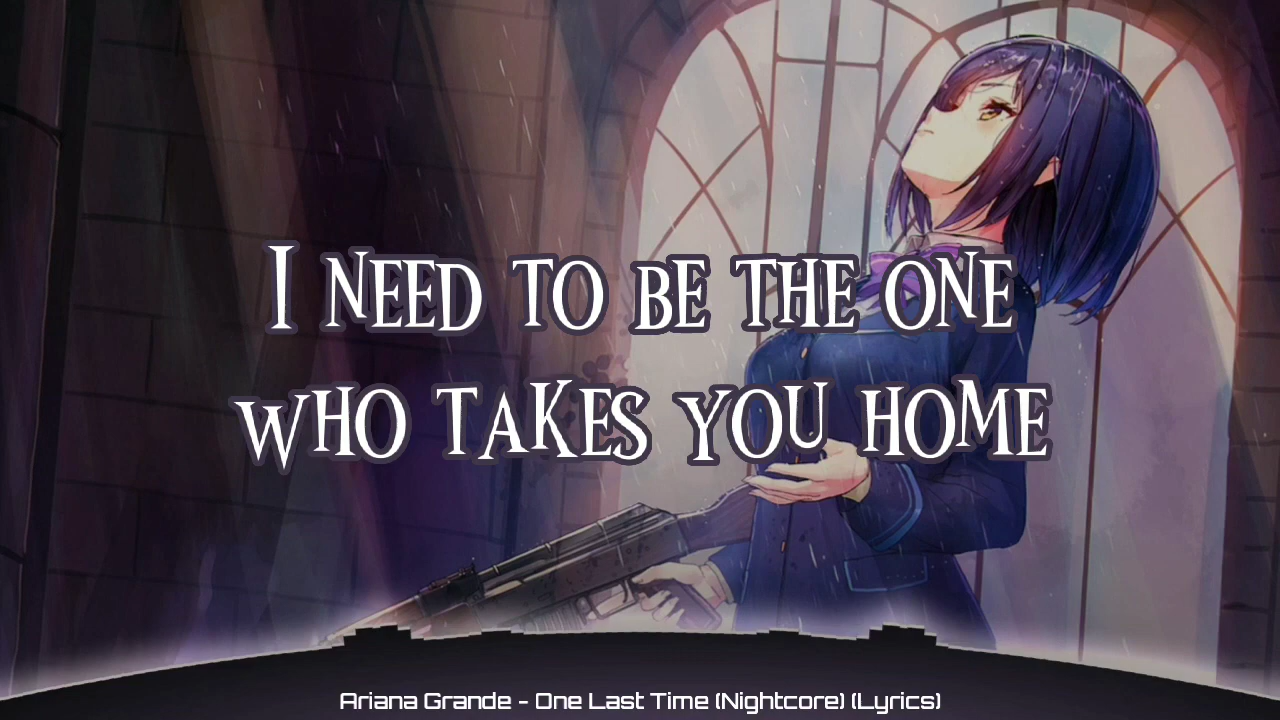 I NEED TO BE THE ONE
WHO TAKES YOU HOME
Ariana Grande - One Last Time (Nightcore) (Lyrics)